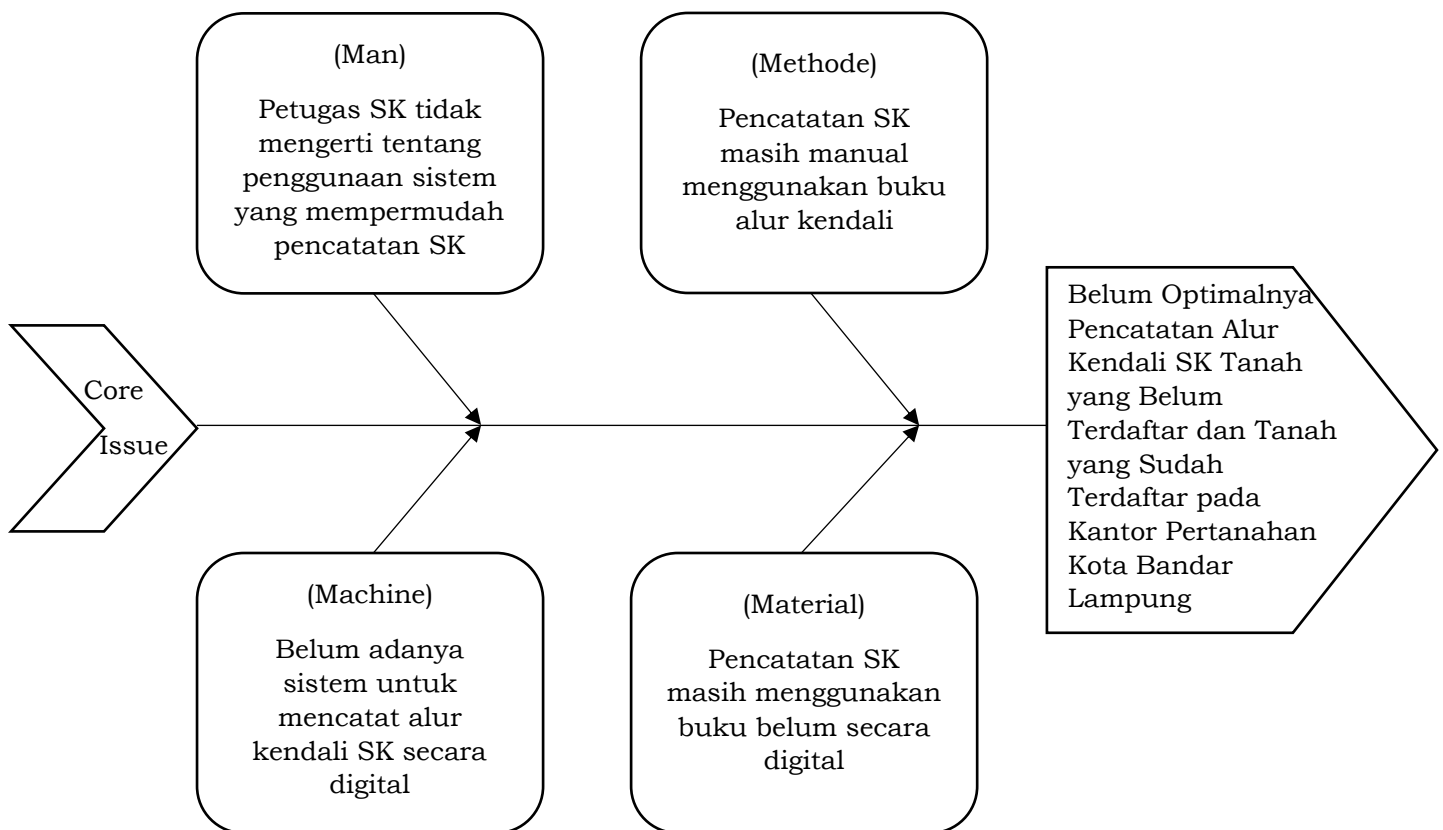 (Man)
Petugas SK tidak
mengerti tentang
penggunaan sistem
yang mempermudah
pencatatan SK
(Methode)
Pencatatan SK
masih manual
menggunakan buku
alur kendali
Core
Issue
Belum Optimalnya
Pencatatan Alur
Kendali SK Tanah
yang Belum
Terdaftar dan Tanah
yang Sudah
Terdaftar pada
Kantor Pertanahan
Kota Bandar
Lampung
(Machine)
Belum adanya
sistem untuk
mencatat alur
kendali SK secara
digital
(Material)
Pencatatan SK
masih menggunakan
buku belum secara
digital